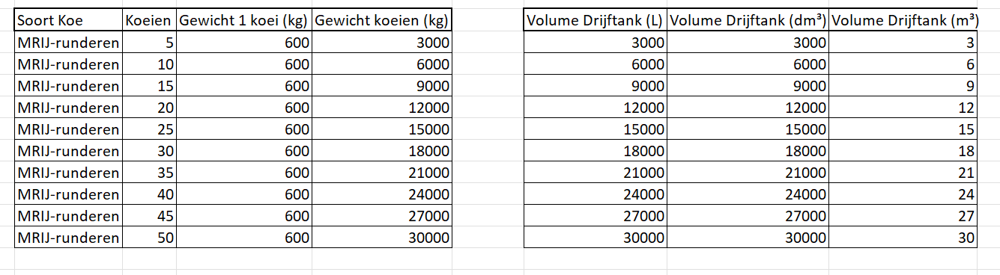 Soort Koe Koeien Gewicht 1 koei (kg) Gewicht koeien (kg) Volume Drijftank (L) Volume Drijftank (dm³) Volume Drijftank (m³)
MRIJ-runderen 5 600 3000 3000 3000 3
MRIJ-runderen 10 600 6000 6000 6000 6
MRIJ-runderen 15 600 9000 9000 9000 9
MRIJ-runderen 20 600 12000 12000 12000 12
MRIJ-runderen 25 600 15000 15000 15000 15
MRIJ-runderen 30 600 18000 18000 18000 18
MRIJ-runderen 35 600 21000 21000 21000 21
MRIJ-runderen 40 600 24000 24000 24000 24
MRIJ-runderen 45 600 27000 27000 27000 27
MRIJ-runderen 50 600 30000 30000 30000 30